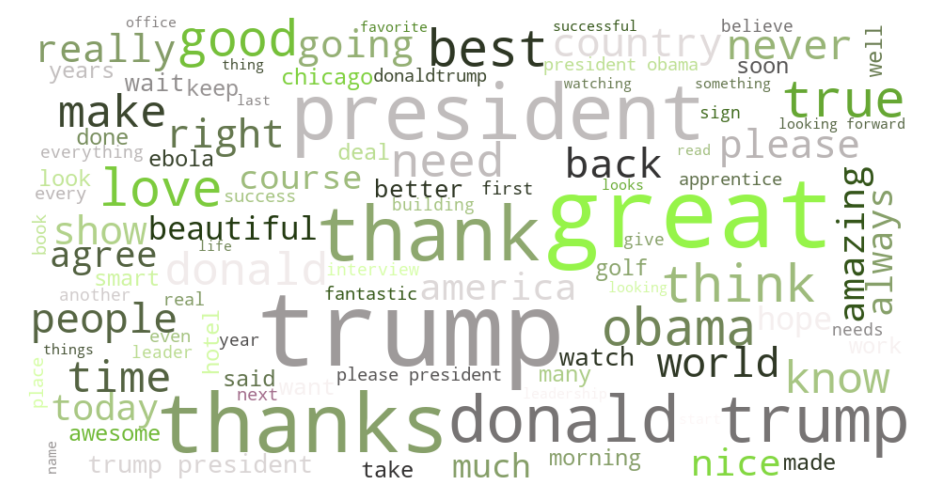 office
favorite
successful
believe
really
good
going
best
country
never
well
thing
years
wait
keep
chicago
donaldtrump
president obama
watching
something
soon
last
make
president
true
sign
looking forward
done
right
please
everything
ebola
deal
need
back
read
look
love
course
better
first
looks
apprentice
every
success
building
amazing
always
book
show
beautiful
thank
great
life
give
agree
smart
donald
interview
america
golf
looking
think
another
real
fantastic
hope
people
trump
obama
needs
even
hotel
year
things
leader
watch
world
work
place
time
said
want
please president
many
know
next
leadership
today
thanks
donald trump
start
awesome
name
trump president
take
much
morning
nice
made